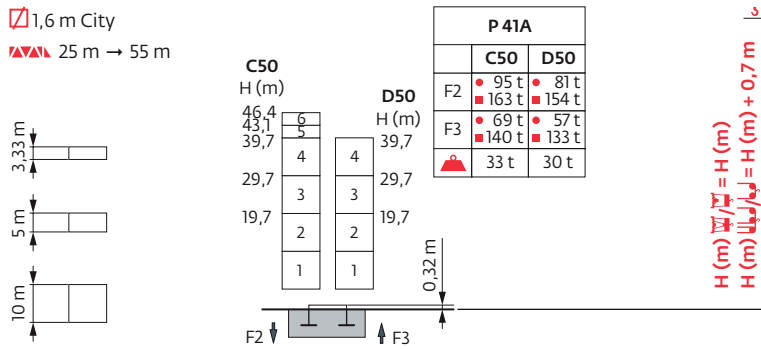 1,6 m City
25 m → 55 m
3,33 m
5 m
10 m
C50
H (m)
46,4
43,1
39,7
29,7
19,7
6
5
4
3
2
1
D50
H (m)
39,7
29,7
19,7
4
3
2
1
0,32 m
F2
F3
P 41A
C50 D50
F2 95 t 81 t
163 t 154 t
F3 69 t 57 t
140 t 133 t
33 t 30 t
H (m) / = H (m)
H (m) / = H (m) + 0,7 m